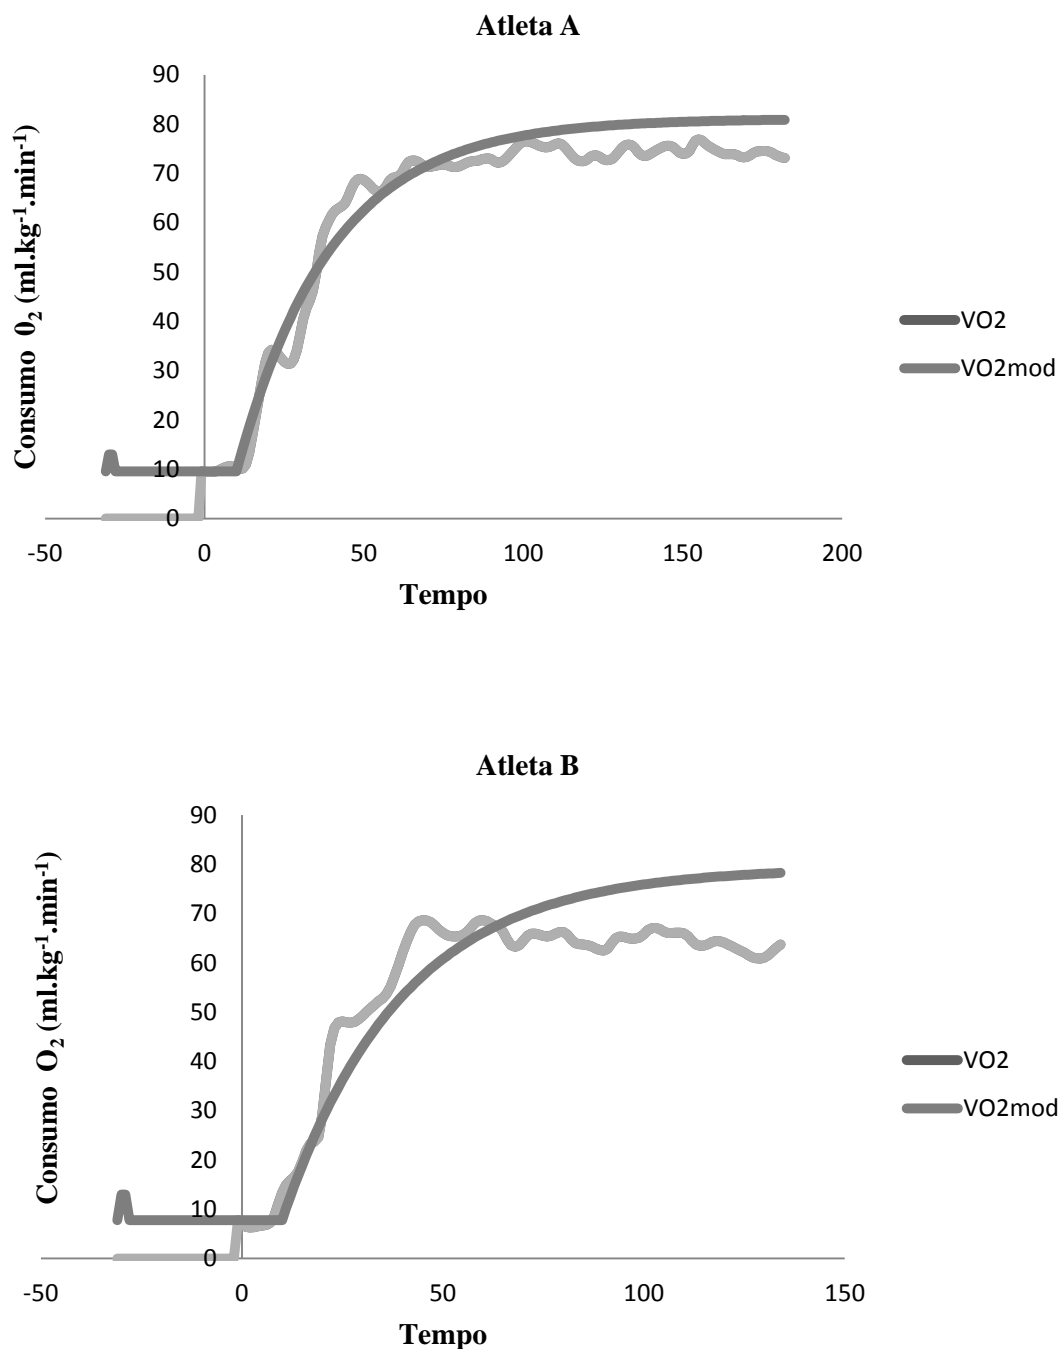 Atleta A
90
80
70
60
50
40
30
20
10
0
-50 0 50 100 150 200
Consumo 0₂ (ml.kg⁻¹.min⁻¹)
Tempo
VO2
VO2mod
Atleta B
90
80
70
60
50
40
30
20
10
0
-50 0 50 100 150
Consumo O₂ (ml.kg⁻¹.min⁻¹)
Tempo
VO2
VO2mod